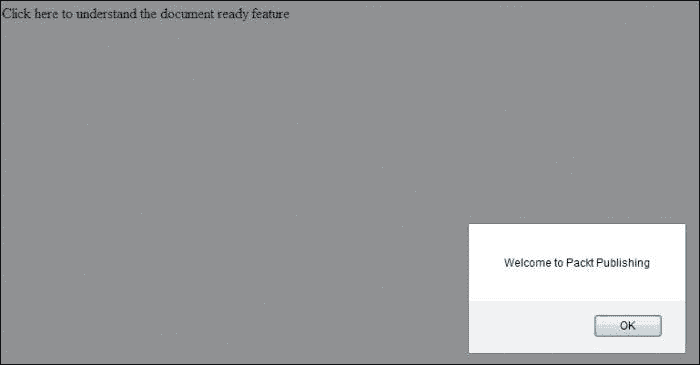 Click here to understand the document ready feature
Welcome to Packt Publishing
OK